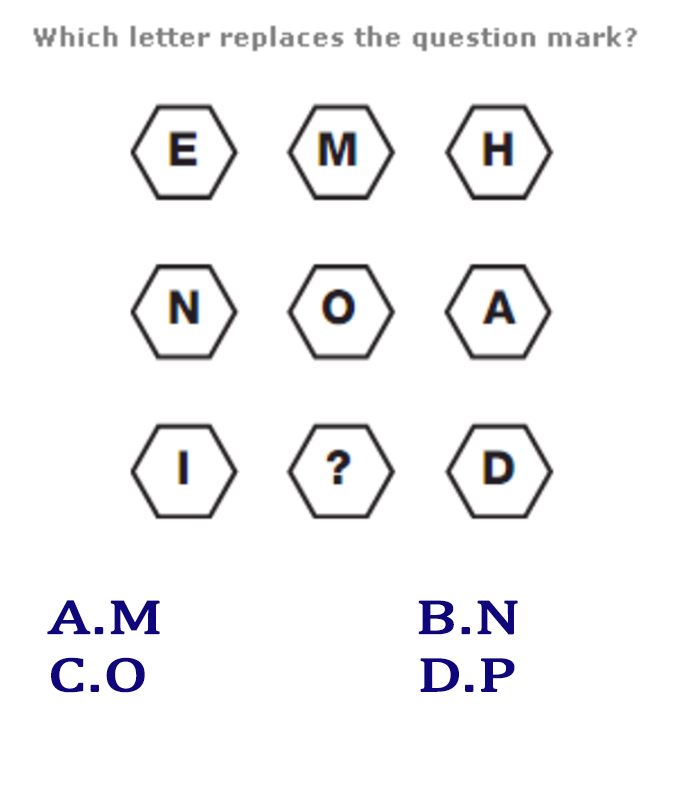 Which letter replaces the question mark?
E M H
N O A
I ? D
A.M B.N
C.O D.P